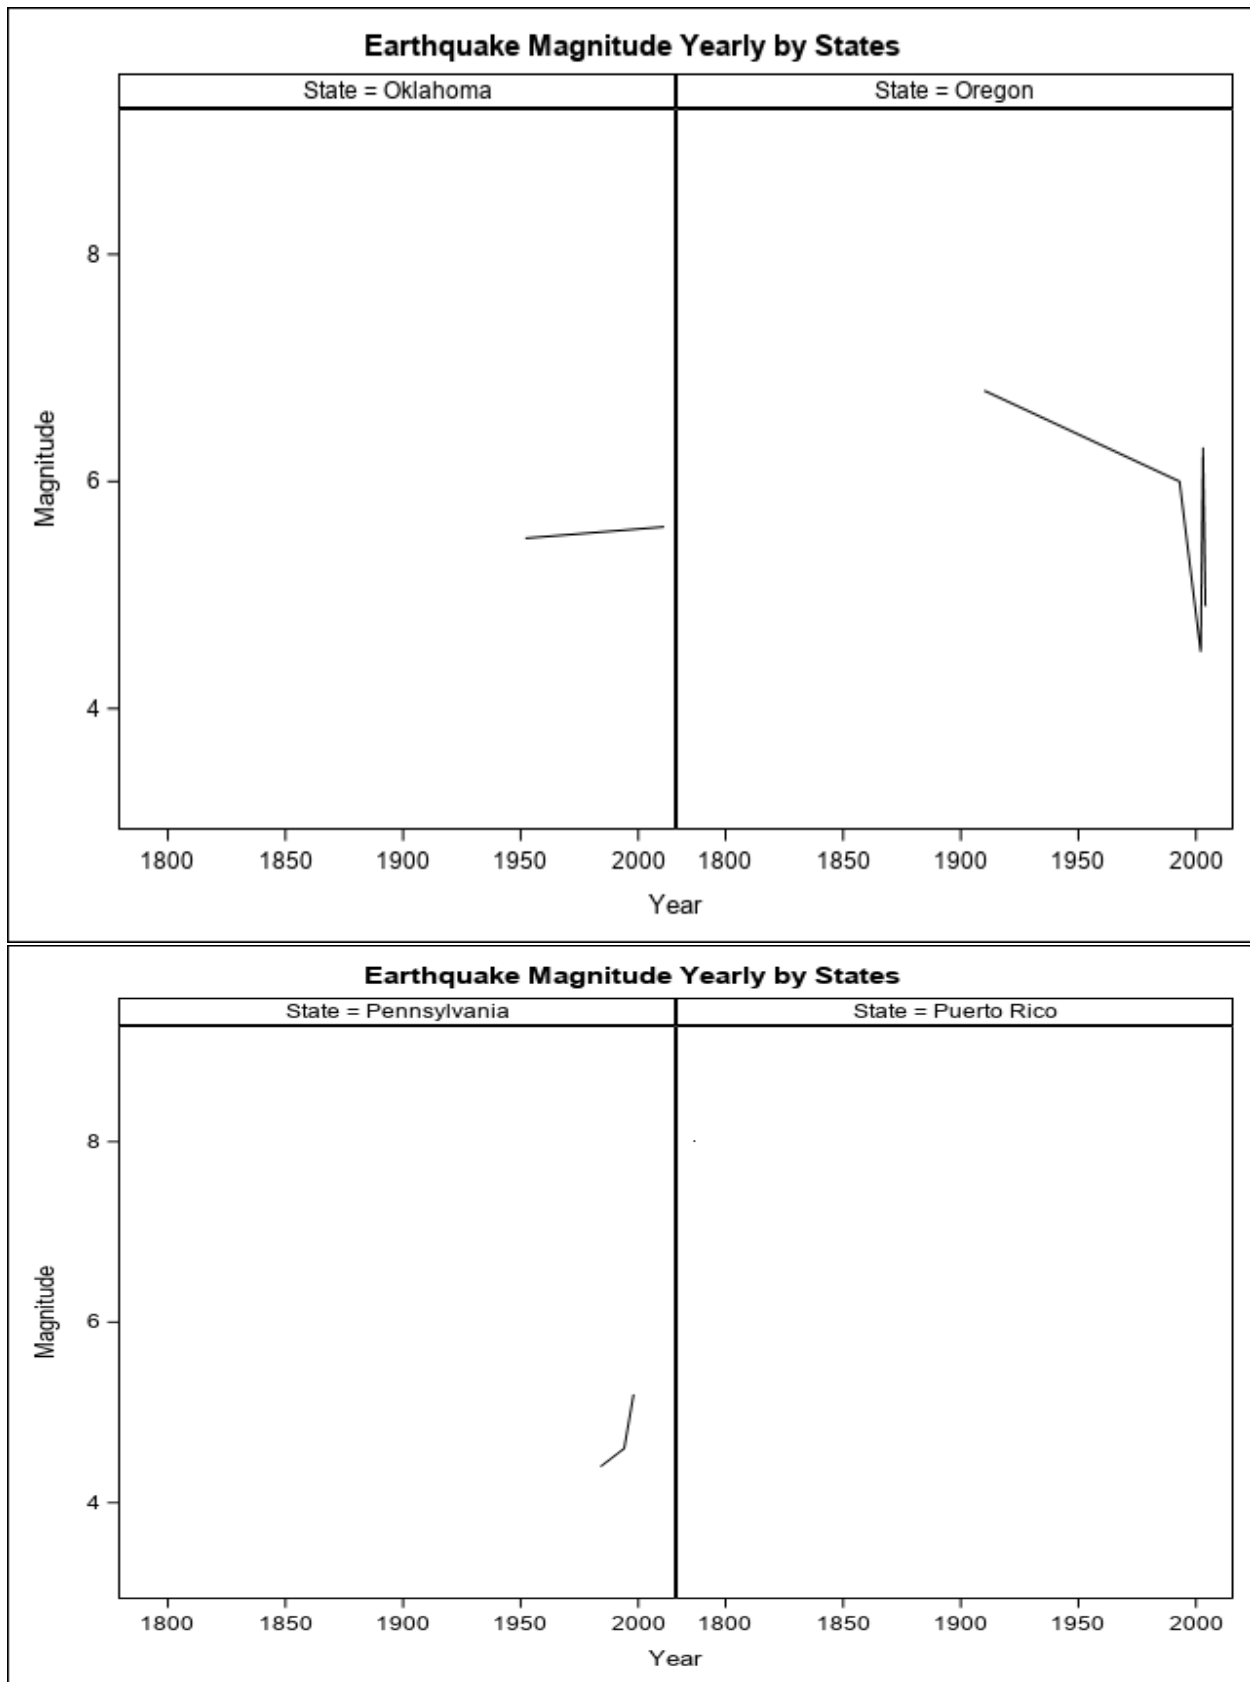 Earthquake Magnitude Yearly by States
State = Oklahoma State = Oregon
8
6
4
Magnitude
1800 1850 1900 1950 2000 1800 1850 1900 1950 2000
Year
Earthquake Magnitude Yearly by States
State = Pennsylvania State = Puerto Rico
8
6
4
Magnitude
1800 1850 1900 1950 2000 1800 1850 1900 1950 2000
Year